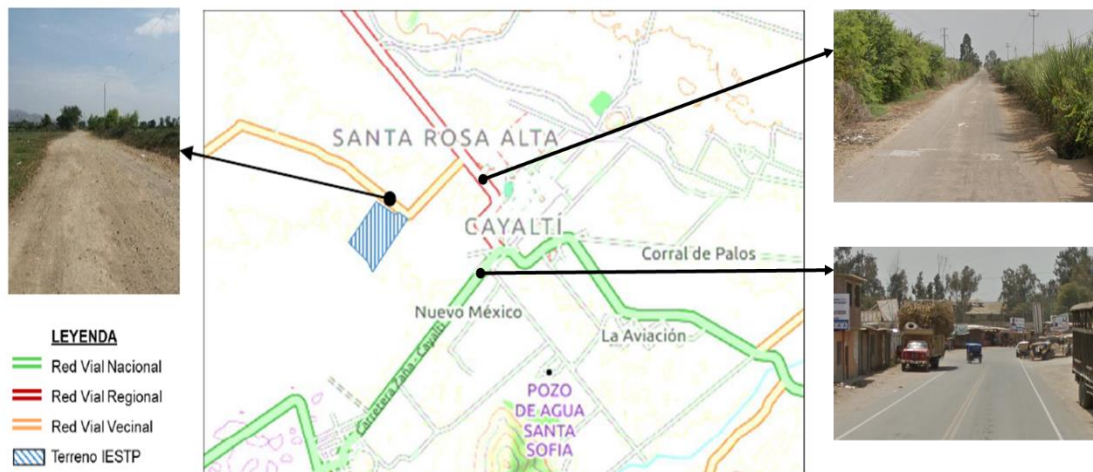 SANTA ROSA ALTA
CAYALTÍ
Corral de Palos
Nuevo México
La Aviación
Carretera Zaña - Cayaltí
POZO
DE AGUA
SANTA
SOFIA
LEYENDA
Red Vial Nacional
Red Vial Regional
Red Vial Vecinal
Terreno IESTP